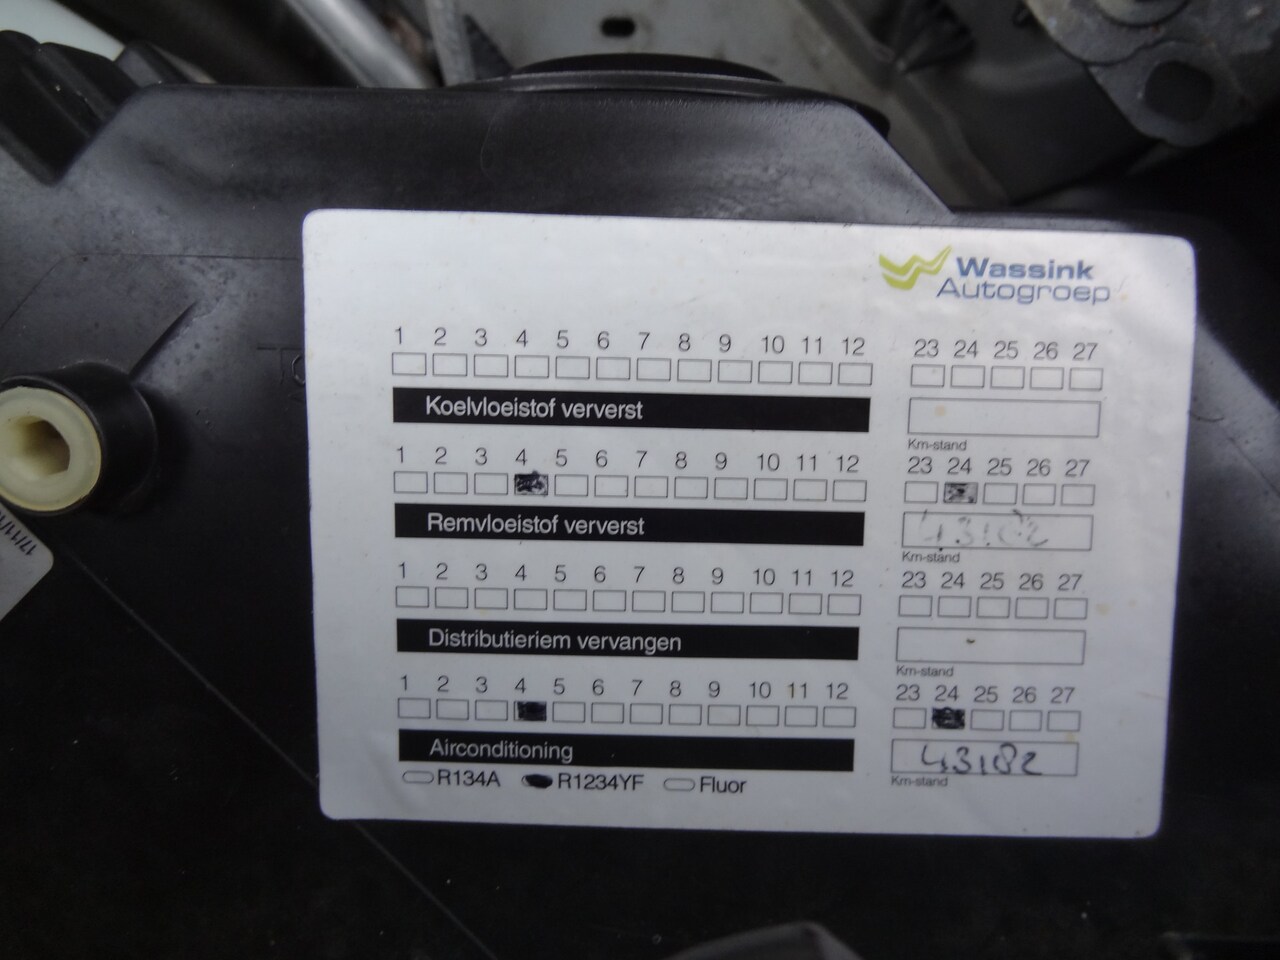 Wassink
Autogroep
1 2 3 4 5 6 7 8 9 10 11 12 23 24 25 26 27
Koelvloeistof ververst
Km-stand
1 2 3 4 5 6 7 8 9 10 11 12 23 24 25 26 27
Remvloeistof ververst 43182
Km-stand
1 2 3 4 5 6 7 8 9 10 11 12 23 24 25 26 27
Distributieriem vervangen
Km-stand
1 2 3 4 5 6 7 8 9 10 11 12 23 24 25 26 27
Airconditioning 43182
R134A R1234YF Fluor Km-stand